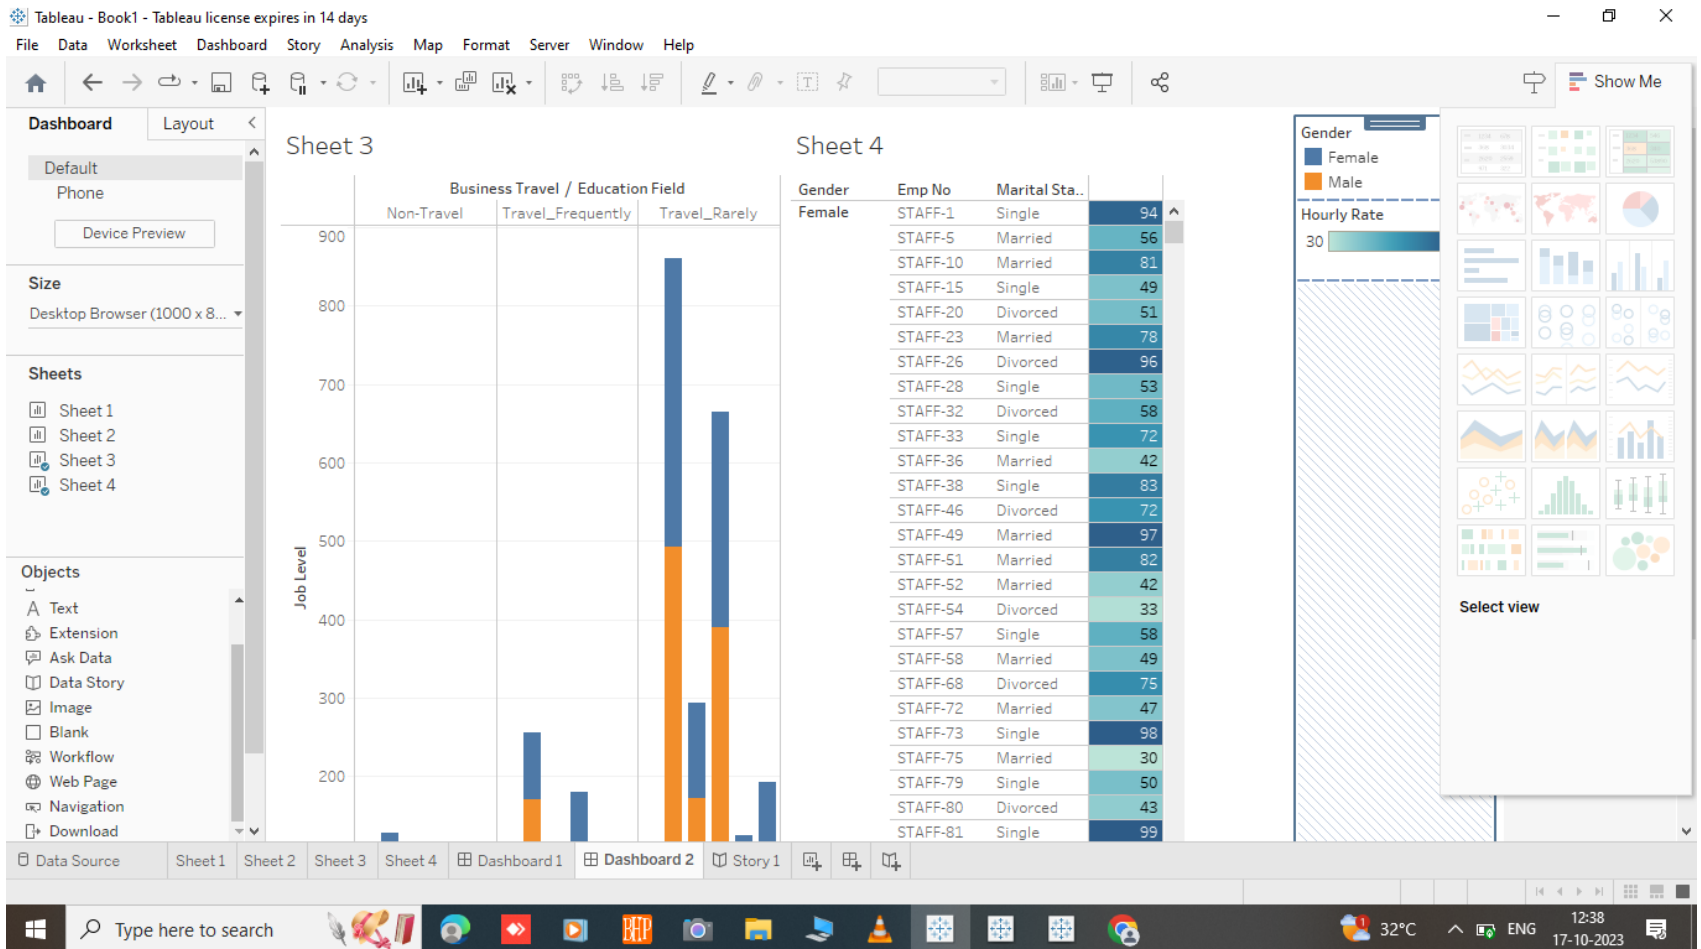 Tableau - Book1 - Tableau license expires in 14 days
File Data Worksheet Dashboard Story Analysis Map Format Server Window Help
Show Me
Dashboard Layout
Default
Phone
Device Preview
Size
Desktop Browser (1000 x 8...
Sheets
Sheet 1
Sheet 2
Sheet 3
Sheet 4
Objects
Text
Extension
Ask Data
Data Story
Image
Blank
Workflow
Web Page
Navigation
Download
Sheet 3
Business Travel / Education Field
Non-Travel Travel_Frequently Travel_Rarely
900
800
700
600
500
400
300
200
Job Level
Sheet 4
Gender Emp No Marital Sta..
Female STAFF-1 Single 94
STAFF-5 Married 56
STAFF-10 Married 81
STAFF-15 Single 49
STAFF-20 Divorced 51
STAFF-23 Married 78
STAFF-26 Divorced 96
STAFF-28 Single 53
STAFF-32 Divorced 58
STAFF-33 Single 72
STAFF-36 Married 42
STAFF-38 Single 83
STAFF-46 Divorced 72
STAFF-49 Married 97
STAFF-51 Married 82
STAFF-52 Married 42
STAFF-54 Divorced 33
STAFF-57 Single 58
STAFF-58 Married 49
STAFF-68 Divorced 75
STAFF-72 Married 47
STAFF-73 Single 98
STAFF-75 Married 30
STAFF-79 Single 50
STAFF-80 Divorced 43
STAFF-81 Single 99
Gender
Female
Male
Hourly Rate
30
Select view
Data Source Sheet 1 Sheet 2 Sheet 3 Sheet 4 Dashboard 1 Dashboard 2 Story 1
Type here to search
BHP
1
32°C
ENG
12:38
17-10-2023